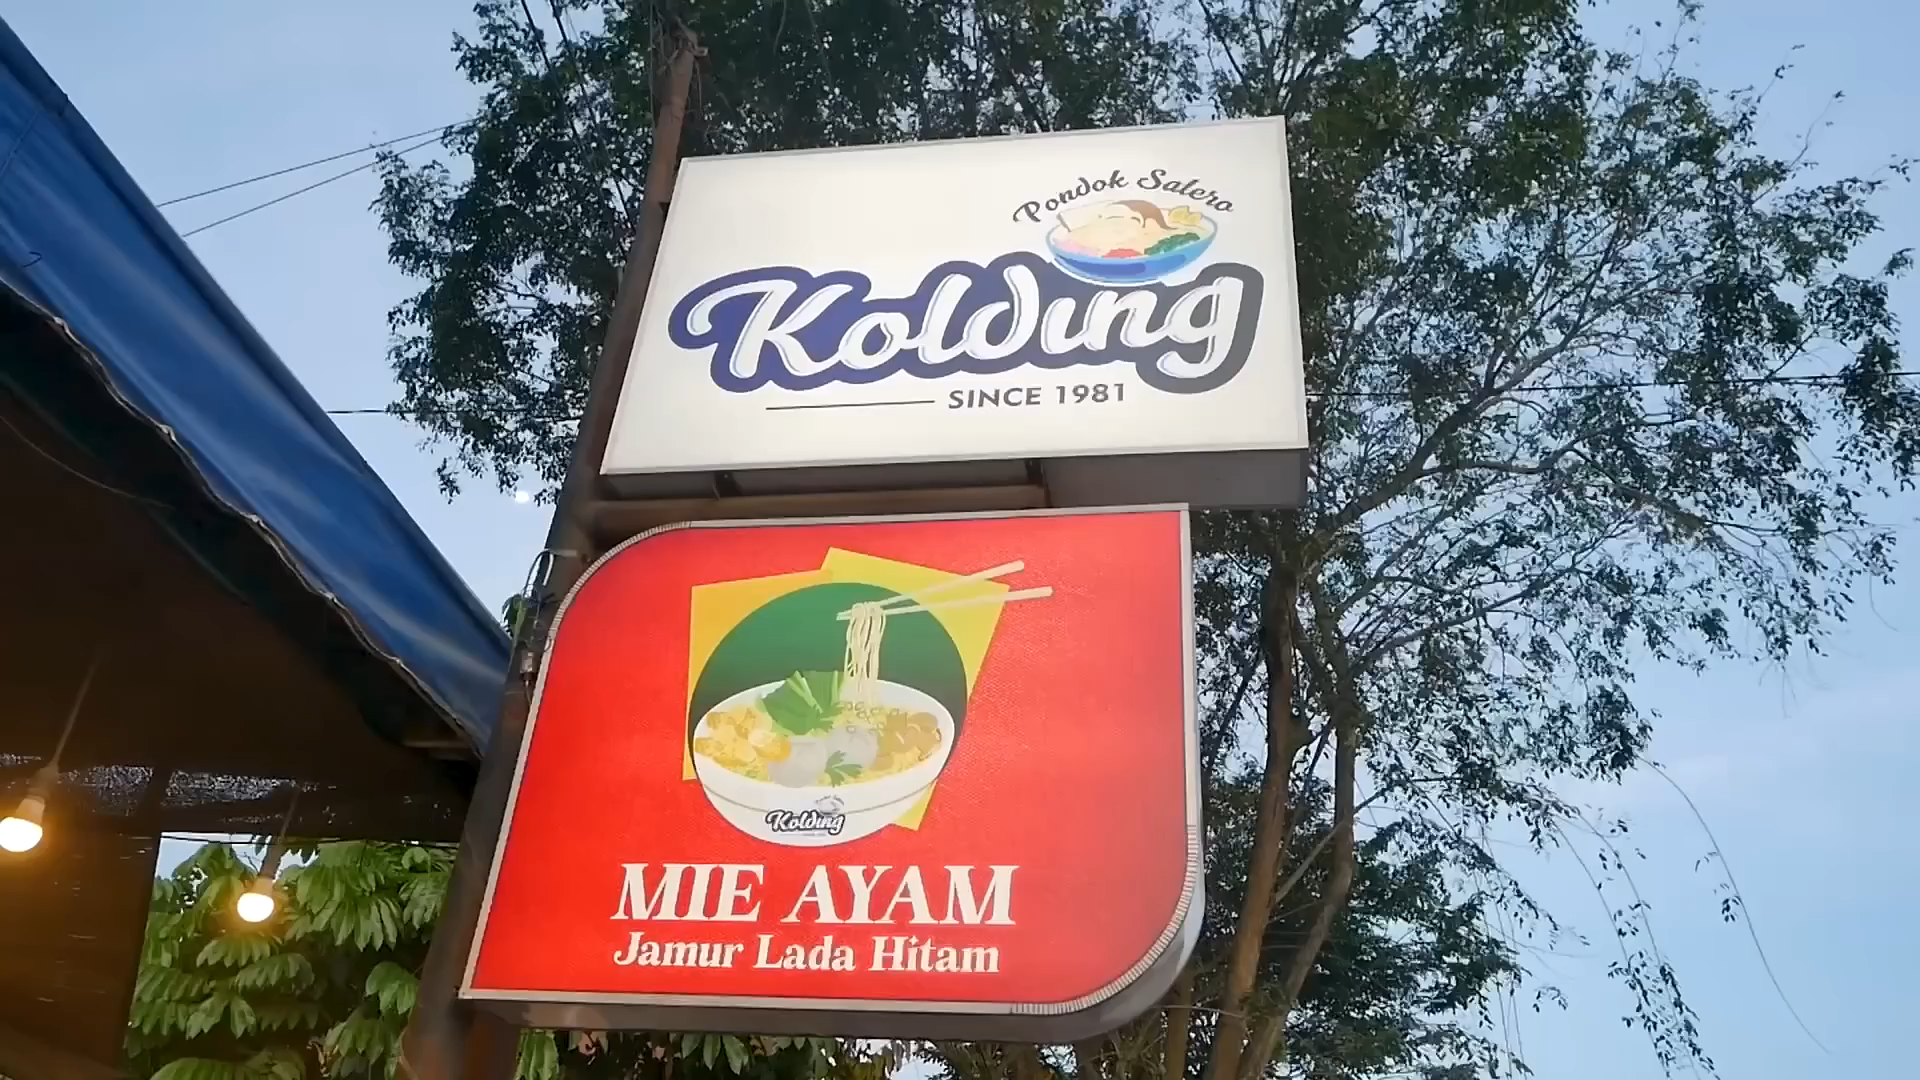 Pondok Salero
Kolding
SINCE 1981
Kolding
MIE AYAM
Jamur Lada Hitam